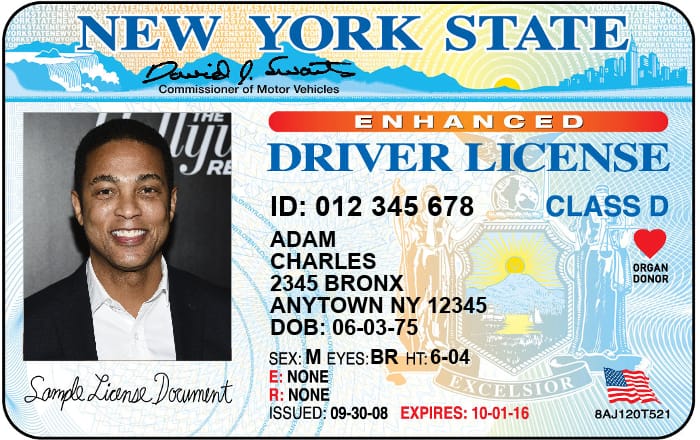 NEW YORK STATE
David J. Swarts
Commissioner of Motor Vehicles
ENHANCED
DRIVER LICENSE
ID: 012 345 678 CLASS D
ADAM
CHARLES
2345 BRONX
ANYTOWN NY 12345
DOB: 06-03-75
ORGAN
DONOR
SEX: M EYES: BR HT: 6-04
E: NONE
R: NONE
ISSUED: 09-30-08 EXPIRES: 10-01-16
EXCELSIOR
8AJ120T521
THE
Sample License Document